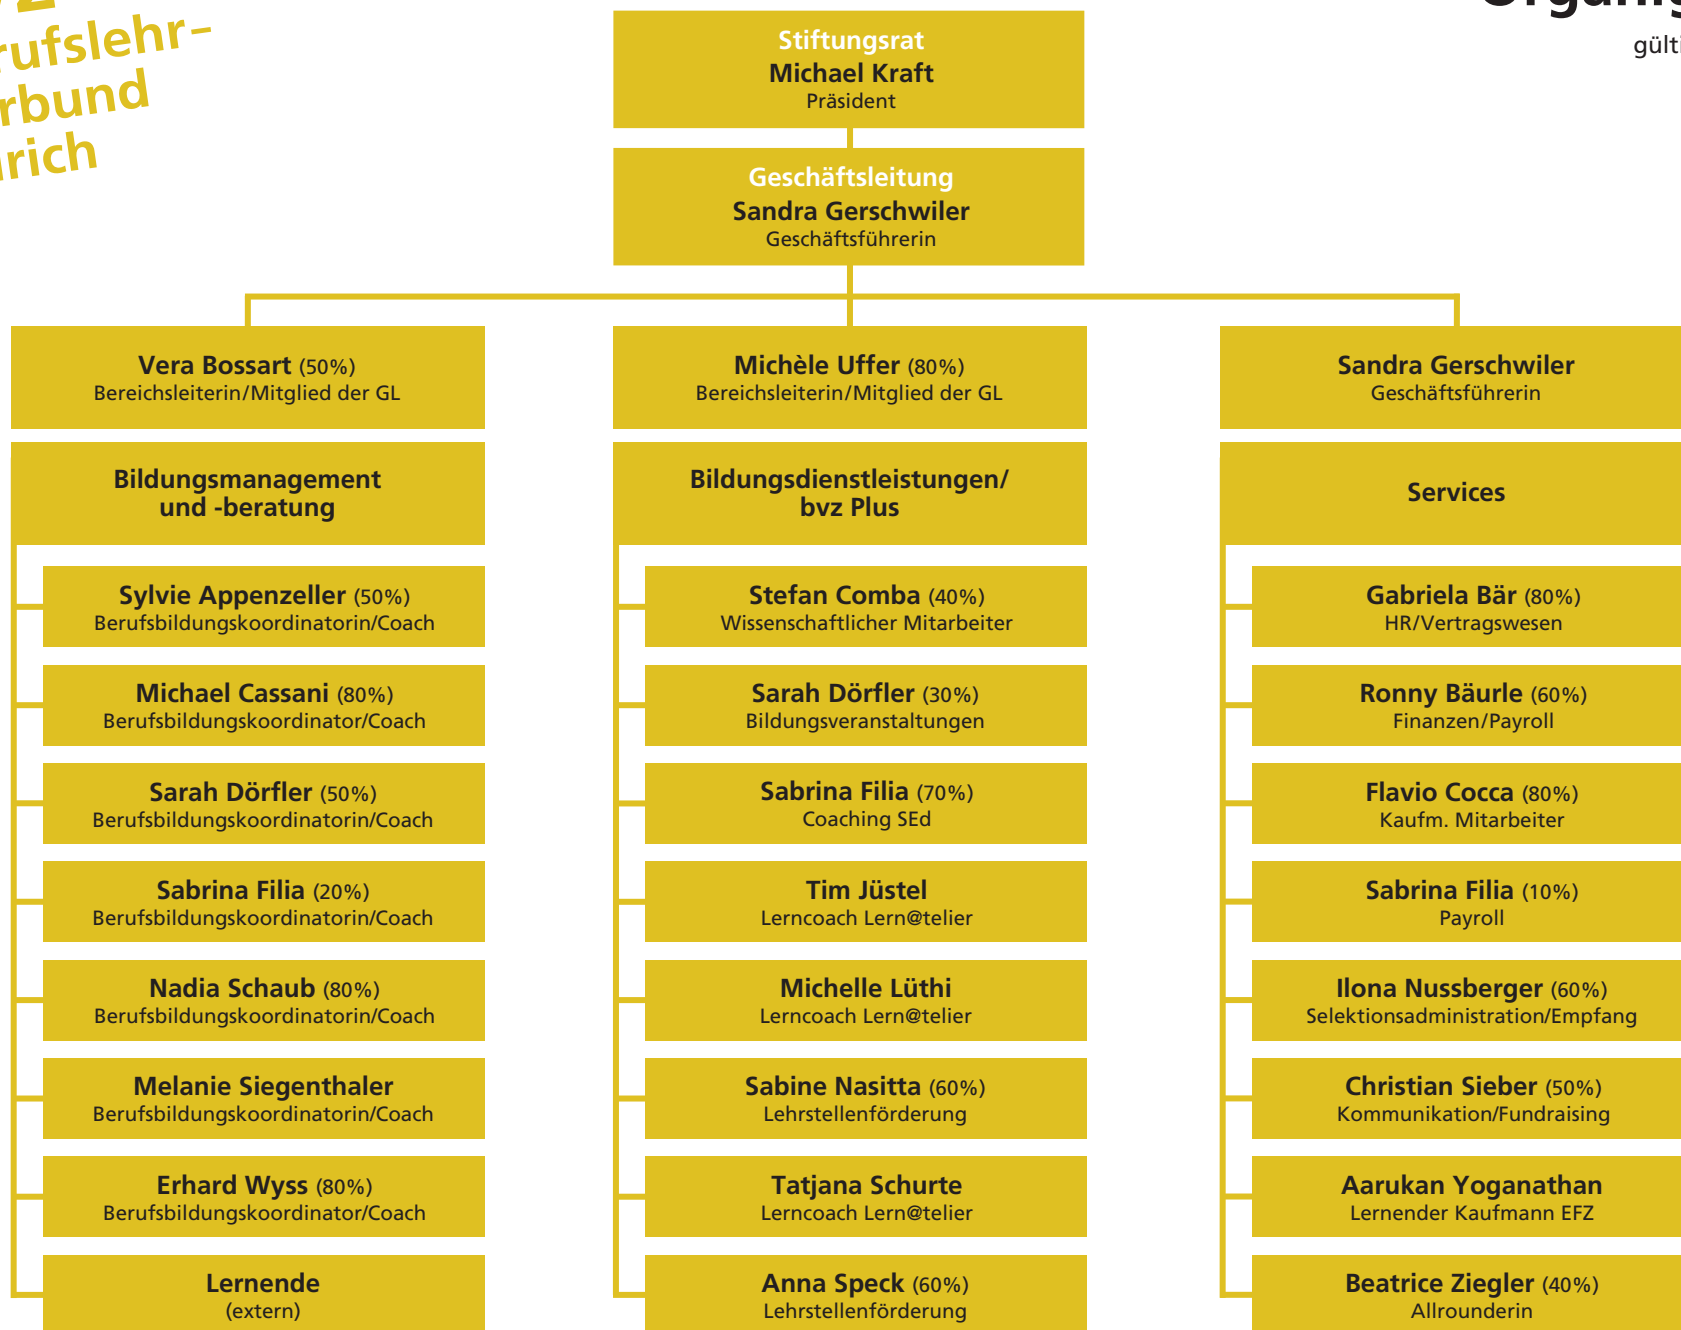 Stiftungsrat
Michael Kraft
Präsident
Geschäftsleitung
Sandra Gerschwiler
Geschäftsführerin
Vera Bossart (50%)
Bereichsleiterin/Mitglied der GL
Bildungsmanagement
und -beratung
Sylvie Appenzeller (50%)
Berufsbildungskoordinatorin/Coach
Michael Cassani (80%)
Berufsbildungskoordinator/Coach
Sarah Dörfler (50%)
Berufsbildungskoordinatorin/Coach
Sabrina Filia (20%)
Berufsbildungskoordinatorin/Coach
Nadia Schaub (80%)
Berufsbildungskoordinatorin/Coach
Melanie Siegenthaler
Berufsbildungskoordinatorin/Coach
Erhard Wyss (80%)
Berufsbildungskoordinator/Coach
Lernende
(extern)
Michèle Uffer (80%)
Bereichsleiterin/Mitglied der GL
Bildungsdienstleistungen/
bvz Plus
Stefan Comba (40%)
Wissenschaftlicher Mitarbeiter
Sarah Dörfler (30%)
Bildungsveranstaltungen
Sabrina Filia (70%)
Coaching SEd
Tim Jüstel
Lerncoach Lern@telier
Michelle Lüthi
Lerncoach Lern@telier
Sabine Nasitta (60%)
Lehrstellenförderung
Tatjana Schurte
Lerncoach Lern@telier
Anna Speck (60%)
Lehrstellenförderung
Sandra Gerschwiler
Geschäftsführerin
Services
Gabriela Bär (80%)
HR/Vertragswesen
Ronny Bäurle (60%)
Finanzen/Payroll
Flavio Cocca (80%)
Kaufm. Mitarbeiter
Sabrina Filia (10%)
Payroll
Ilona Nussberger (60%)
Selektionsadministration/Empfang
Christian Sieber (50%)
Kommunikation/Fundraising
Aarukan Yoganathan
Lernender Kaufmann EFZ
Beatrice Ziegler (40%)
Allrounderin